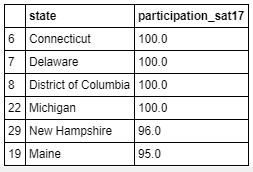 state participation_sat17
6 Connecticut 100.0
7 Delaware 100.0
8 District of Columbia 100.0
22 Michigan 100.0
29 New Hampshire 96.0
19 Maine 95.0